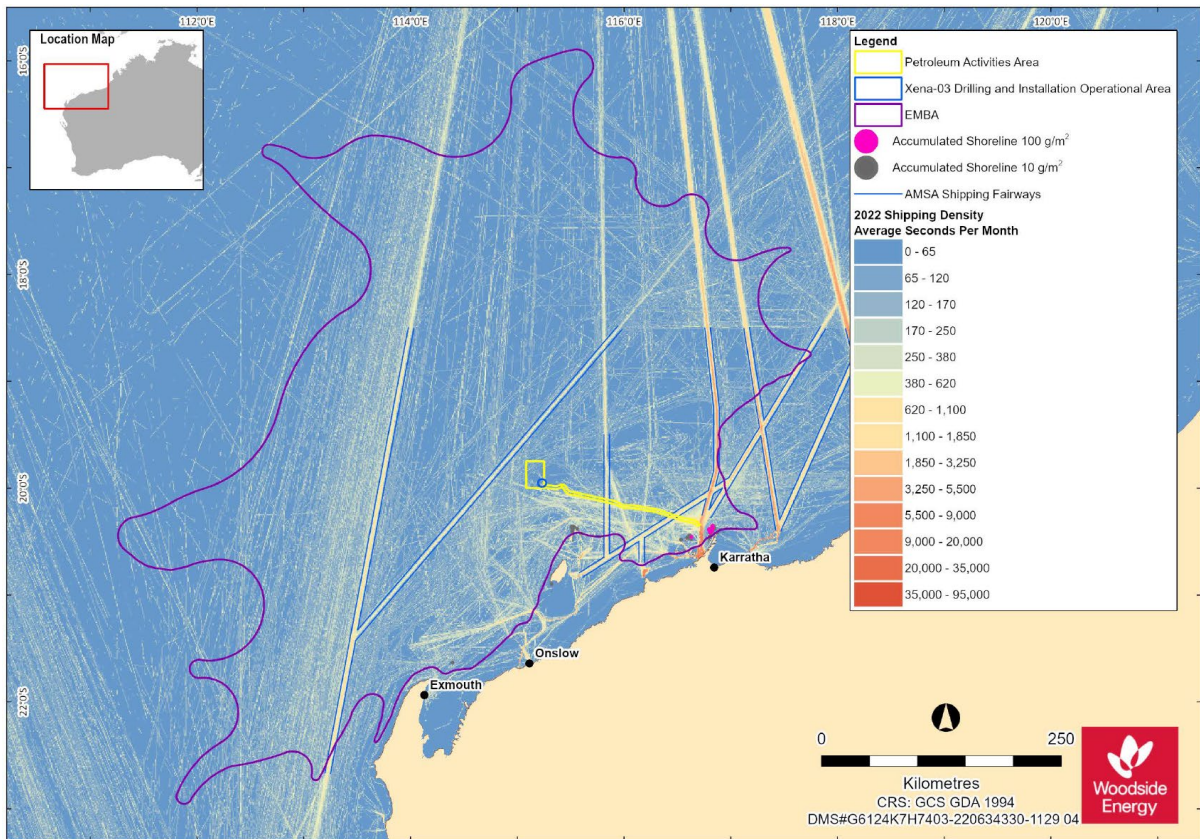 112°0'E
114°0'E
116°0'E
118°0'E
120°0'E
16°0'S
18°0'S
20°0'S
22°0'S
Location Map
Legend
Petroleum Activities Area
Xena-03 Drilling and Installation Operational Area
EMBA
Accumulated Shoreline 100 g/m²
Accumulated Shoreline 10 g/m²
AMSA Shipping Fairways
2022 Shipping Density
Average Seconds Per Month
0 - 65
65 - 120
120 - 170
170 - 250
250 - 380
380 - 620
620 - 1,100
1,100 - 1,850
1,850 - 3,250
3,250 - 5,500
5,500 - 9,000
9,000 - 20,000
20,000 - 35,000
35,000 - 95,000
Karratha
Onslow
Exmouth
0
250
Kilometres
CRS: GCS GDA 1994
DMS#G6124K7H7403-220634330-1129 04
Woodside
Energy